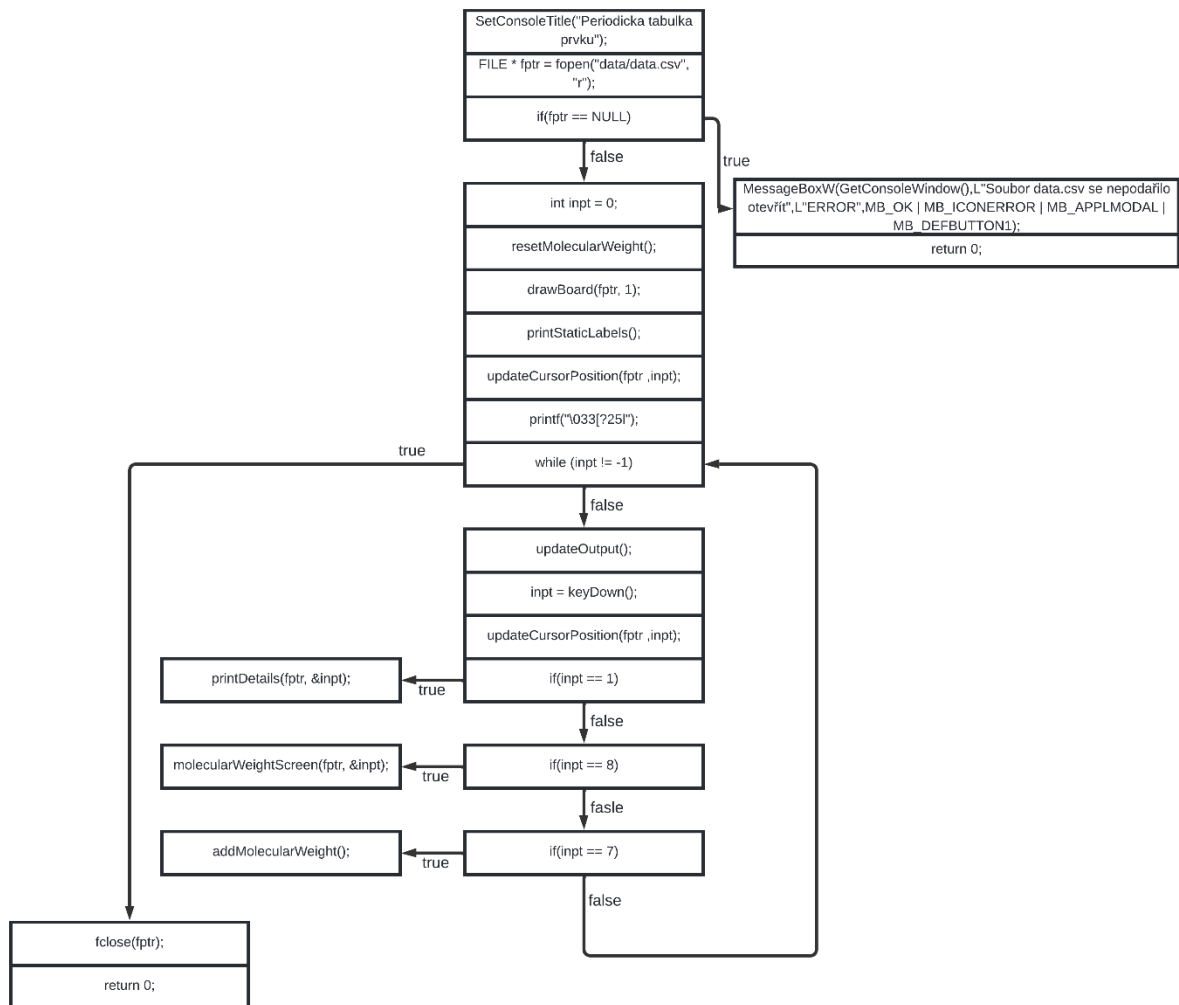 SetConsoleTitle("Periodicka tabulka
prvku");
FILE * fptr = fopen("data/data.csv",
"r");
if(fptr == NULL)
false
true
MessageBoxW(GetConsoleWindow(),L"Soubor data.csv se nepodařilo
otevřít",L"ERROR",MB_OK | MB_ICONERROR | MB_APPLMODAL |
MB_DEFBUTTON1);
return 0;
int inpt = 0;
resetMolecularWeight();
drawBoard(fptr, 1);
printStaticLabels();
updateCursorPosition(fptr ,inpt);
printf("\033[?25l");
true
while (inpt != -1)
false
updateOutput();
inpt = keyDown();
updateCursorPosition(fptr ,inpt);
printDetails(fptr, &inpt);
true
if(inpt == 1)
false
molecularWeightScreen(fptr, &inpt);
true
if(inpt == 8)
fasle
addMolecularWeight();
true
if(inpt == 7)
false
fclose(fptr);
return 0;